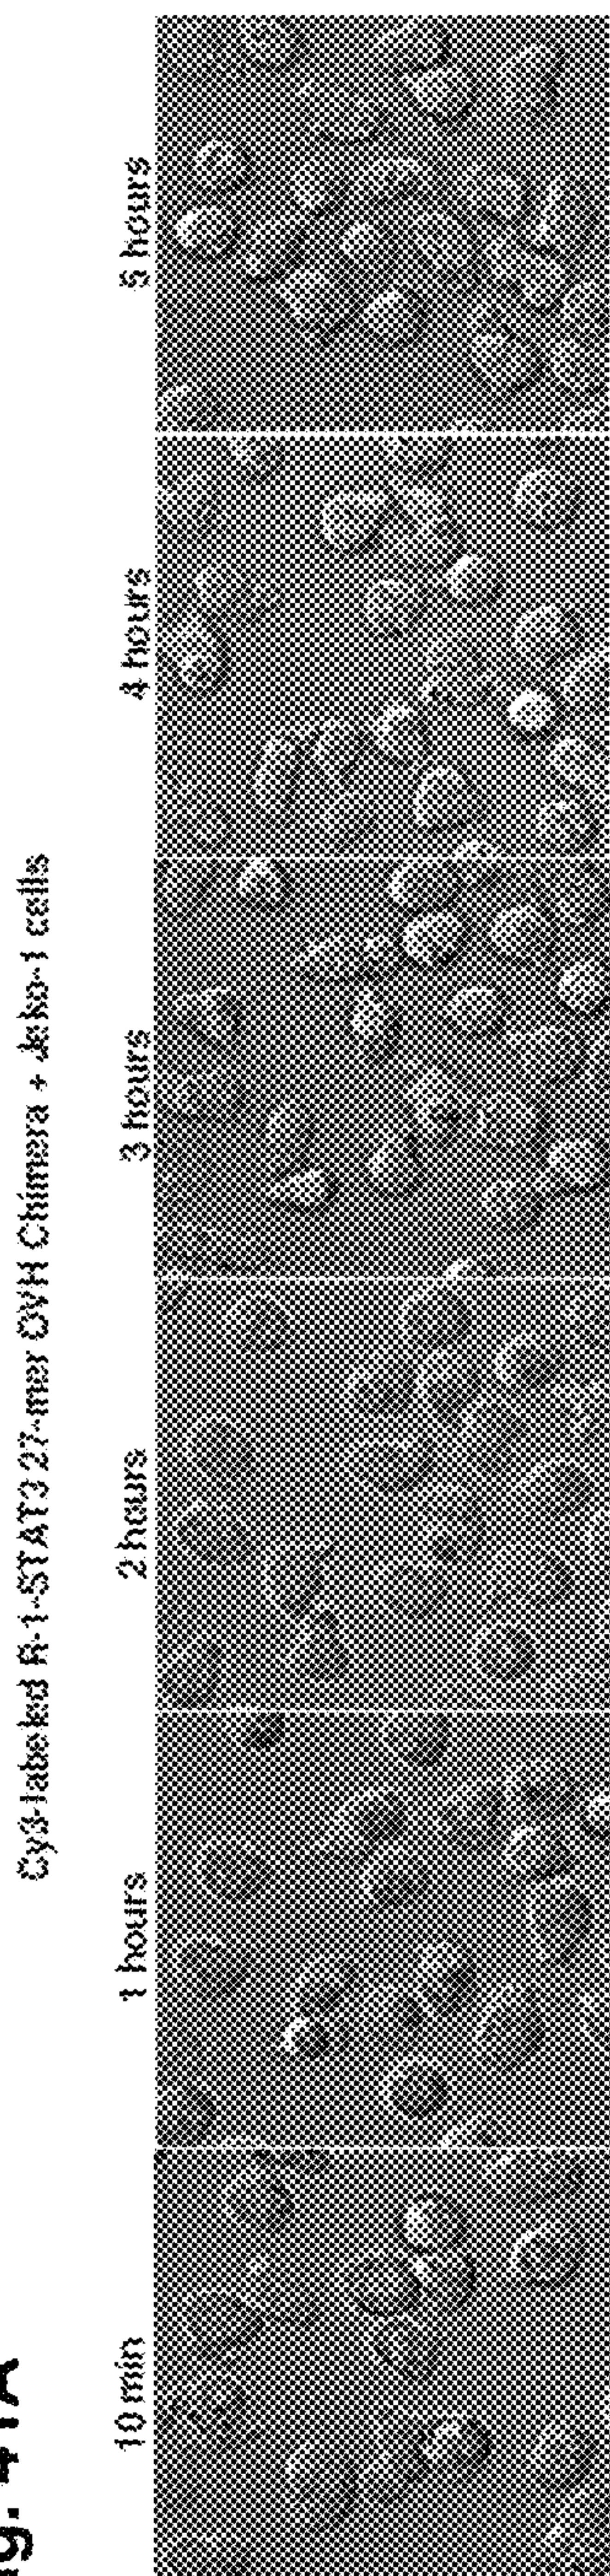 g. 41A
Cy3-labeled R-1-STAT3 27-mer OVH Chimera + Jeko-1 cells
10 min
1 hours
2 hours
3 hours
4 hours
5 hours